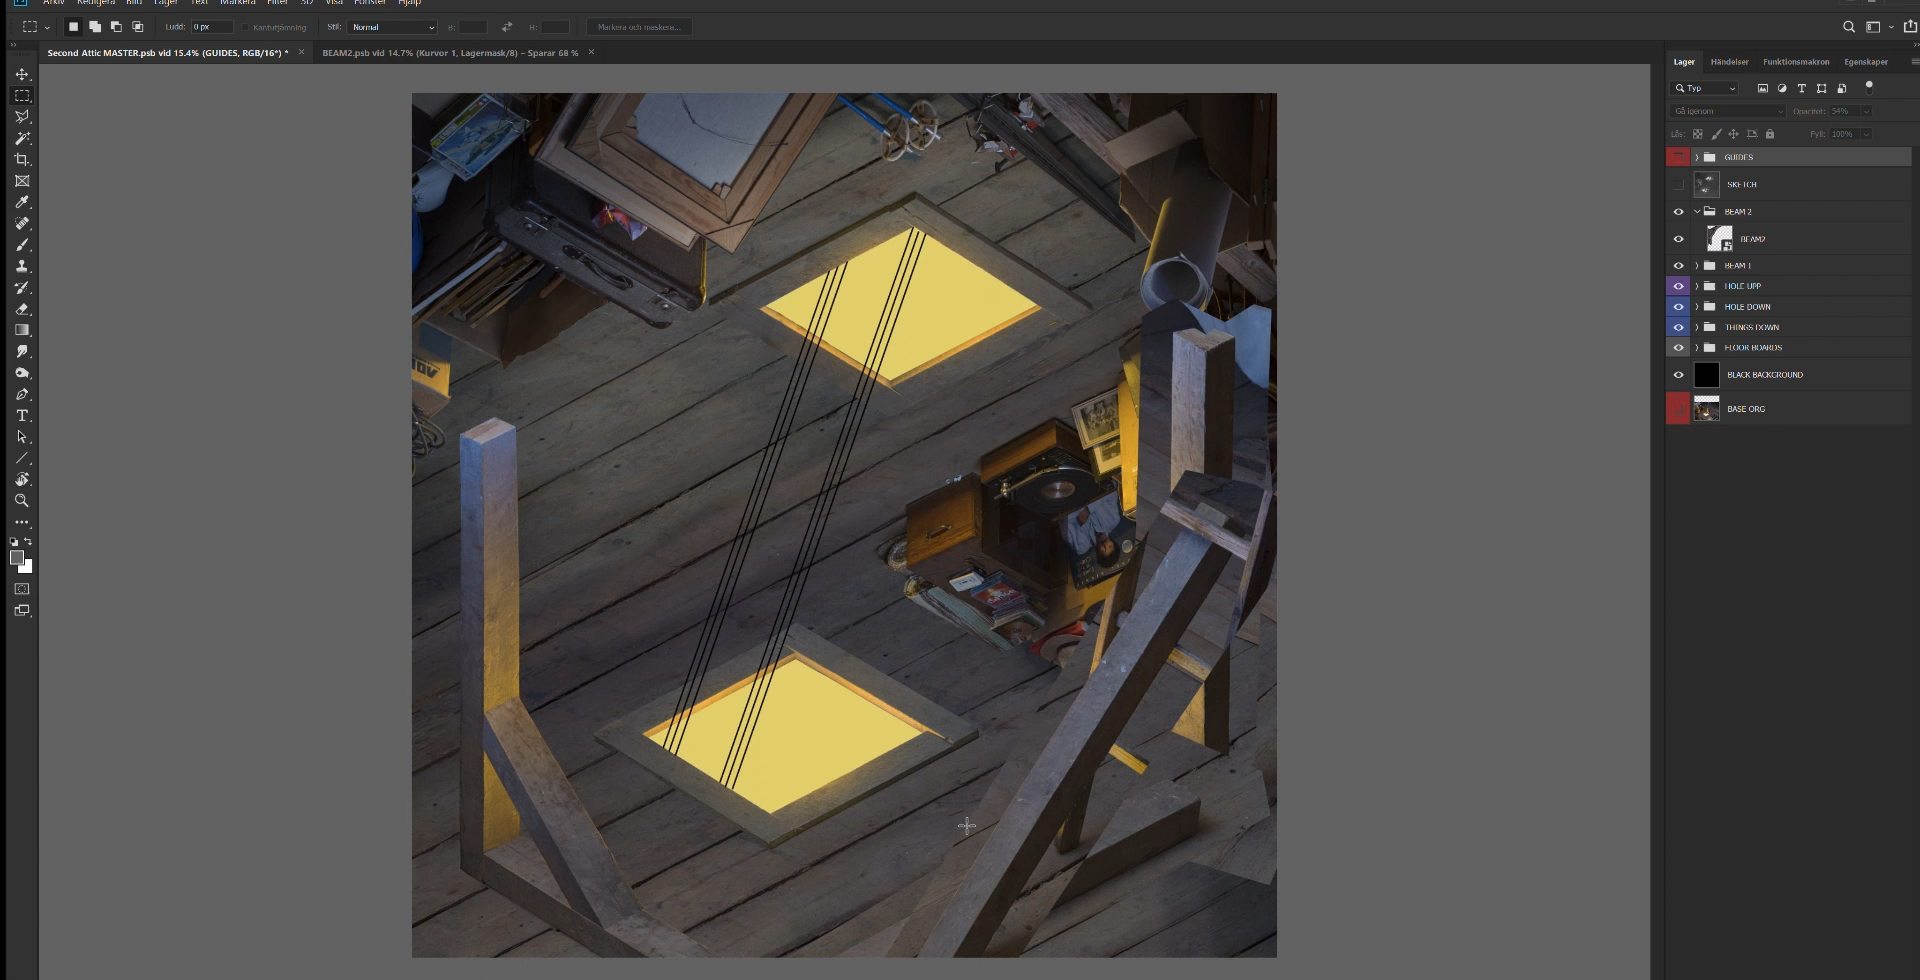 Arkiv Redigera Bild Lager Text Markera Filter 3D Visa Fönster Hjälp
Ludd: 0 px Kantutjämning Stil: Normal B: H: Markera och maskera...
Second Attic MASTER.psb vid 15.4% (GUIDES, RGB/16*) * × BEAM2.psb vid 14.7% (Kurvor 1, Lagermask/8) – Sparar 68 % ×
Lager Händelser Funktionsmakron Egenskaper
Typ
Gå igenom Opacitet: 54%
Lås: Fyll: 100%
GUIDES
SKETCH
BEAM 2
BEAM2
BEAM 1
HOLE UPP
HOLE DOWN
THINGS DOWN
FLOOR BOARDS
BLACK BACKGROUND
BASE ORG